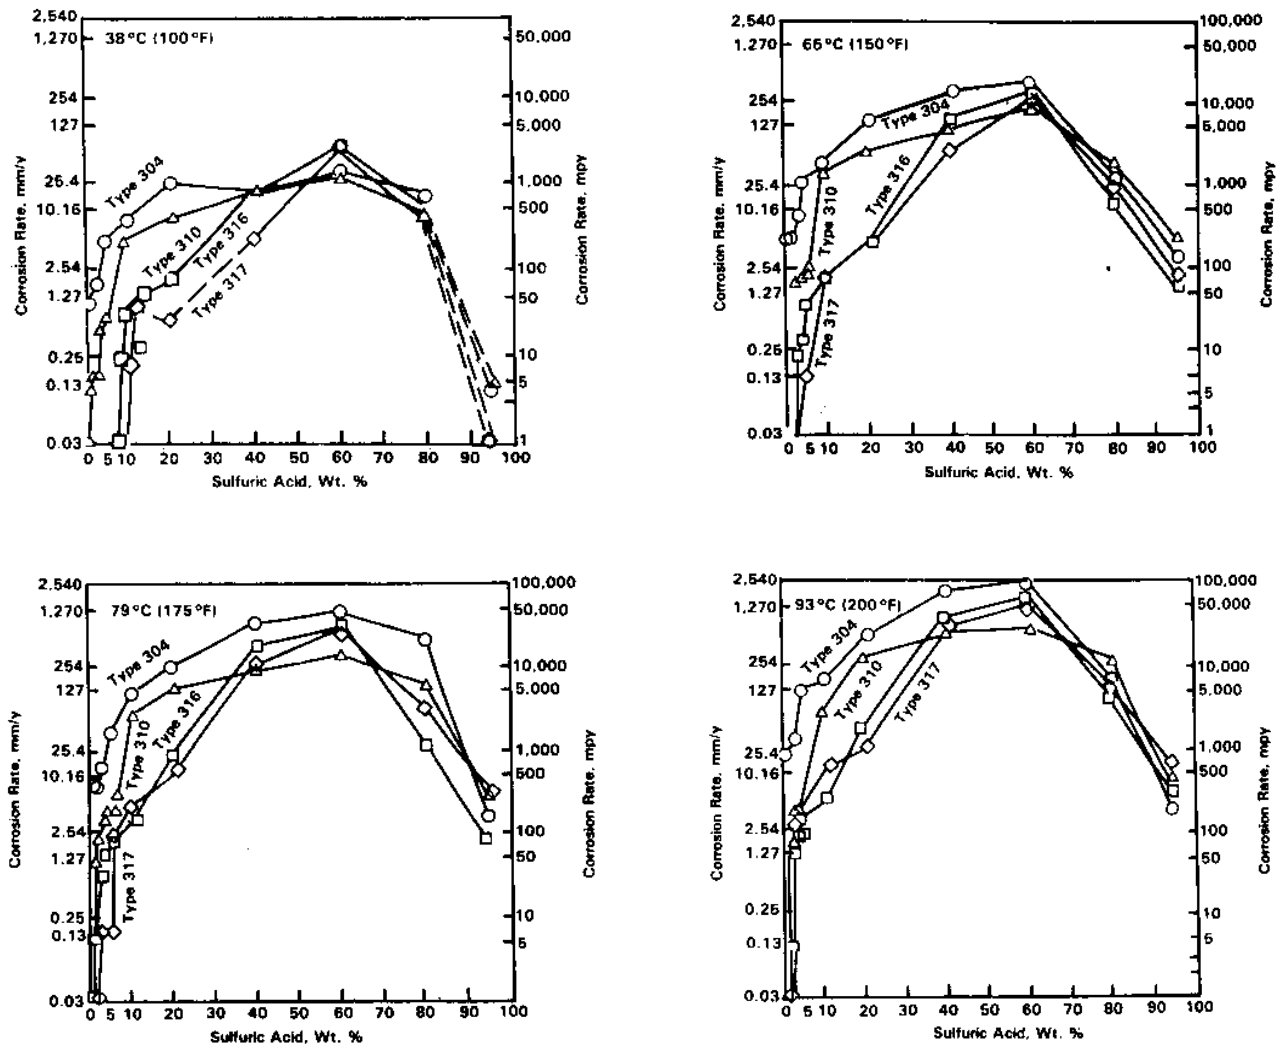 38°C (100°F)
Corrosion Rate, mm/y
2,540
1,270
254
127
25.4
10.16
2.54
1.27
0.25
0.13
0.03
Type 304
Type 310
Type 316
Type 317
50,000
10,000
5,000
1,000
500
100
50
10
5
1
Corrosion Rate, mpy
0 5 10 20 30 40 50 60 70 80 90 100
Sulfuric Acid, Wt. %
66°C (150°F)
Corrosion Rate, mm/y
2,540
1,270
254
127
25.4
10.16
2.54
1.27
0.25
0.13
0.03
Type 304
Type 316
Type 310
Type 317
100,000
50,000
10,000
5,000
1,000
500
100
50
10
5
1
Corrosion Rate, mpy
0 5 10 20 30 40 50 60 70 80 90 100
Sulfuric Acid, Wt. %
79°C (175°F)
Corrosion Rate, mm/y
2,540
1,270
254
127
25.4
10.16
2.54
1.27
0.25
0.13
0.03
Type 304
Type 316
Type 310
Type 317
100,000
50,000
10,000
5,000
1,000
500
100
50
10
5
Corrosion Rate, mpy
0 5 10 20 30 40 50 60 70 80 90 100
Sulfuric Acid, Wt. %
93°C (200°F)
Corrosion Rate, mm/y
2,540
1,270
254
127
25.4
10.16
2.54
1.27
0.25
0.13
0.03
Type 304
Type 310
Type 317
100,000
50,000
10,000
5,000
1,000
500
100
50
10
5
Corrosion Rate, mpy
0 5 10 20 30 40 50 60 70 80 90 100
Sulfuric Acid, Wt. %